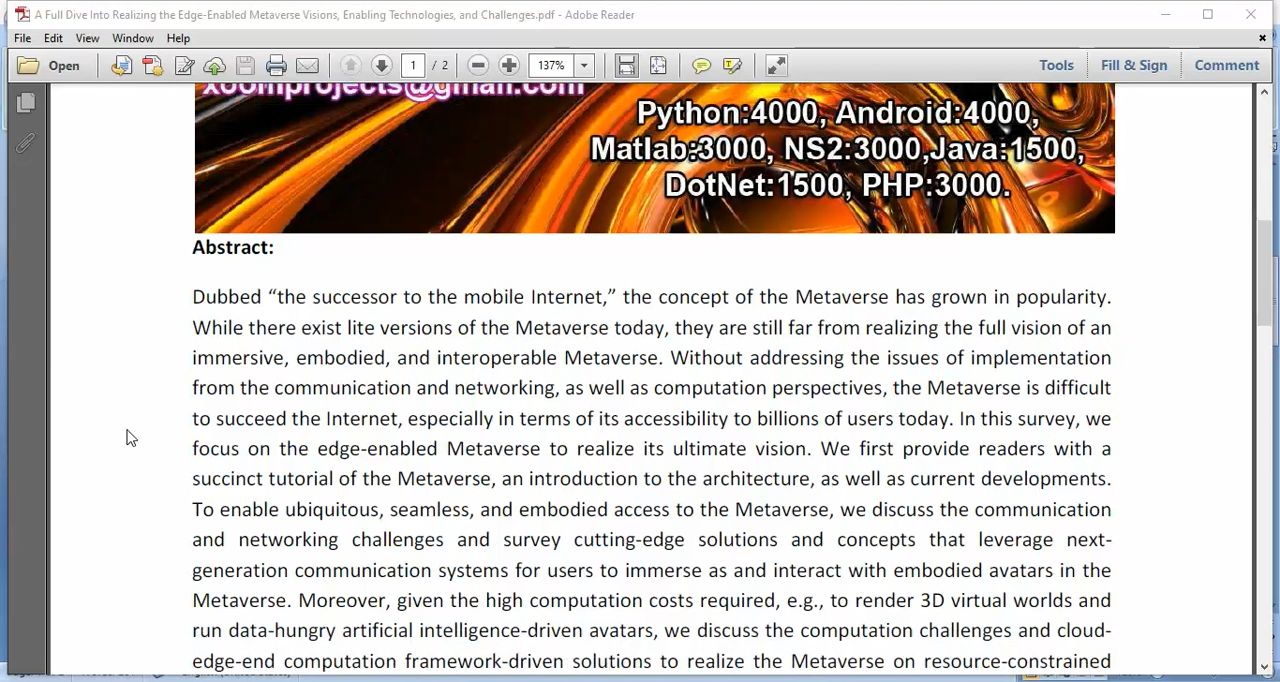 A Full Dive Into Realizing the Edge-Enabled Metaverse Visions, Enabling Technologies, and Challenges.pdf - Adobe Reader
File Edit View Window Help
Open 1 / 2 137% Tools Fill & Sign Comment
xoomprojects@gmail.com
Python:4000, Android:4000,
Matlab:3000, NS2:3000,Java:1500,
DotNet:1500, PHP:3000.
Abstract:
Dubbed “the successor to the mobile Internet,” the concept of the Metaverse has grown in popularity.
While there exist lite versions of the Metaverse today, they are still far from realizing the full vision of an
immersive, embodied, and interoperable Metaverse. Without addressing the issues of implementation
from the communication and networking, as well as computation perspectives, the Metaverse is difficult
to succeed the Internet, especially in terms of its accessibility to billions of users today. In this survey, we
focus on the edge-enabled Metaverse to realize its ultimate vision. We first provide readers with a
succinct tutorial of the Metaverse, an introduction to the architecture, as well as current developments.
To enable ubiquitous, seamless, and embodied access to the Metaverse, we discuss the communication
and networking challenges and survey cutting-edge solutions and concepts that leverage next-
generation communication systems for users to immerse as and interact with embodied avatars in the
Metaverse. Moreover, given the high computation costs required, e.g., to render 3D virtual worlds and
run data-hungry artificial intelligence-driven avatars, we discuss the computation challenges and cloud-
edge-end computation framework-driven solutions to realize the Metaverse on resource-constrained